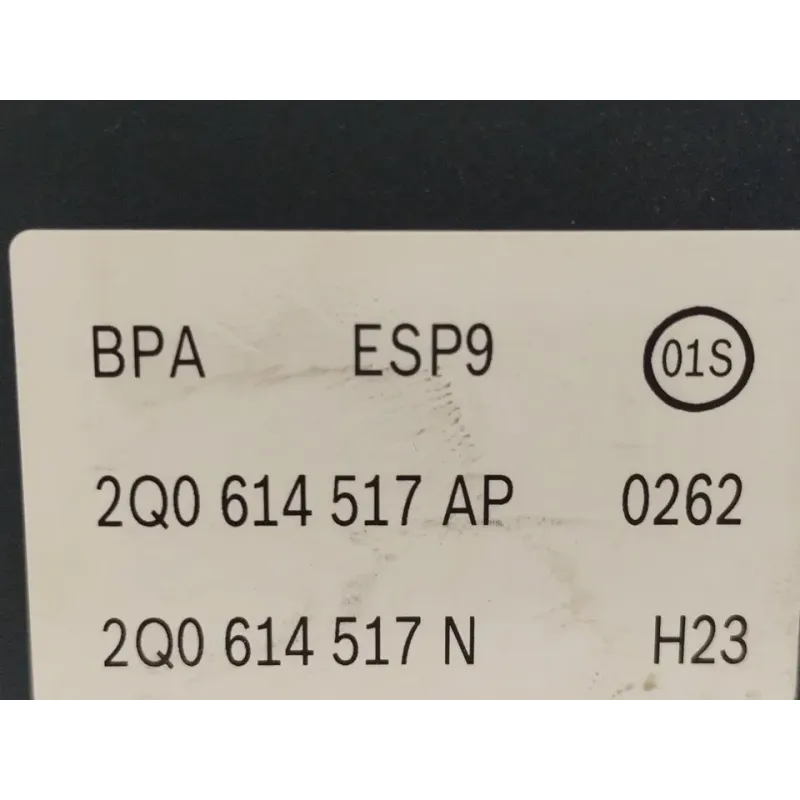 BPA ESP9 01S
2Q0 614 517 AP 0262
2Q0 614 517 N H23